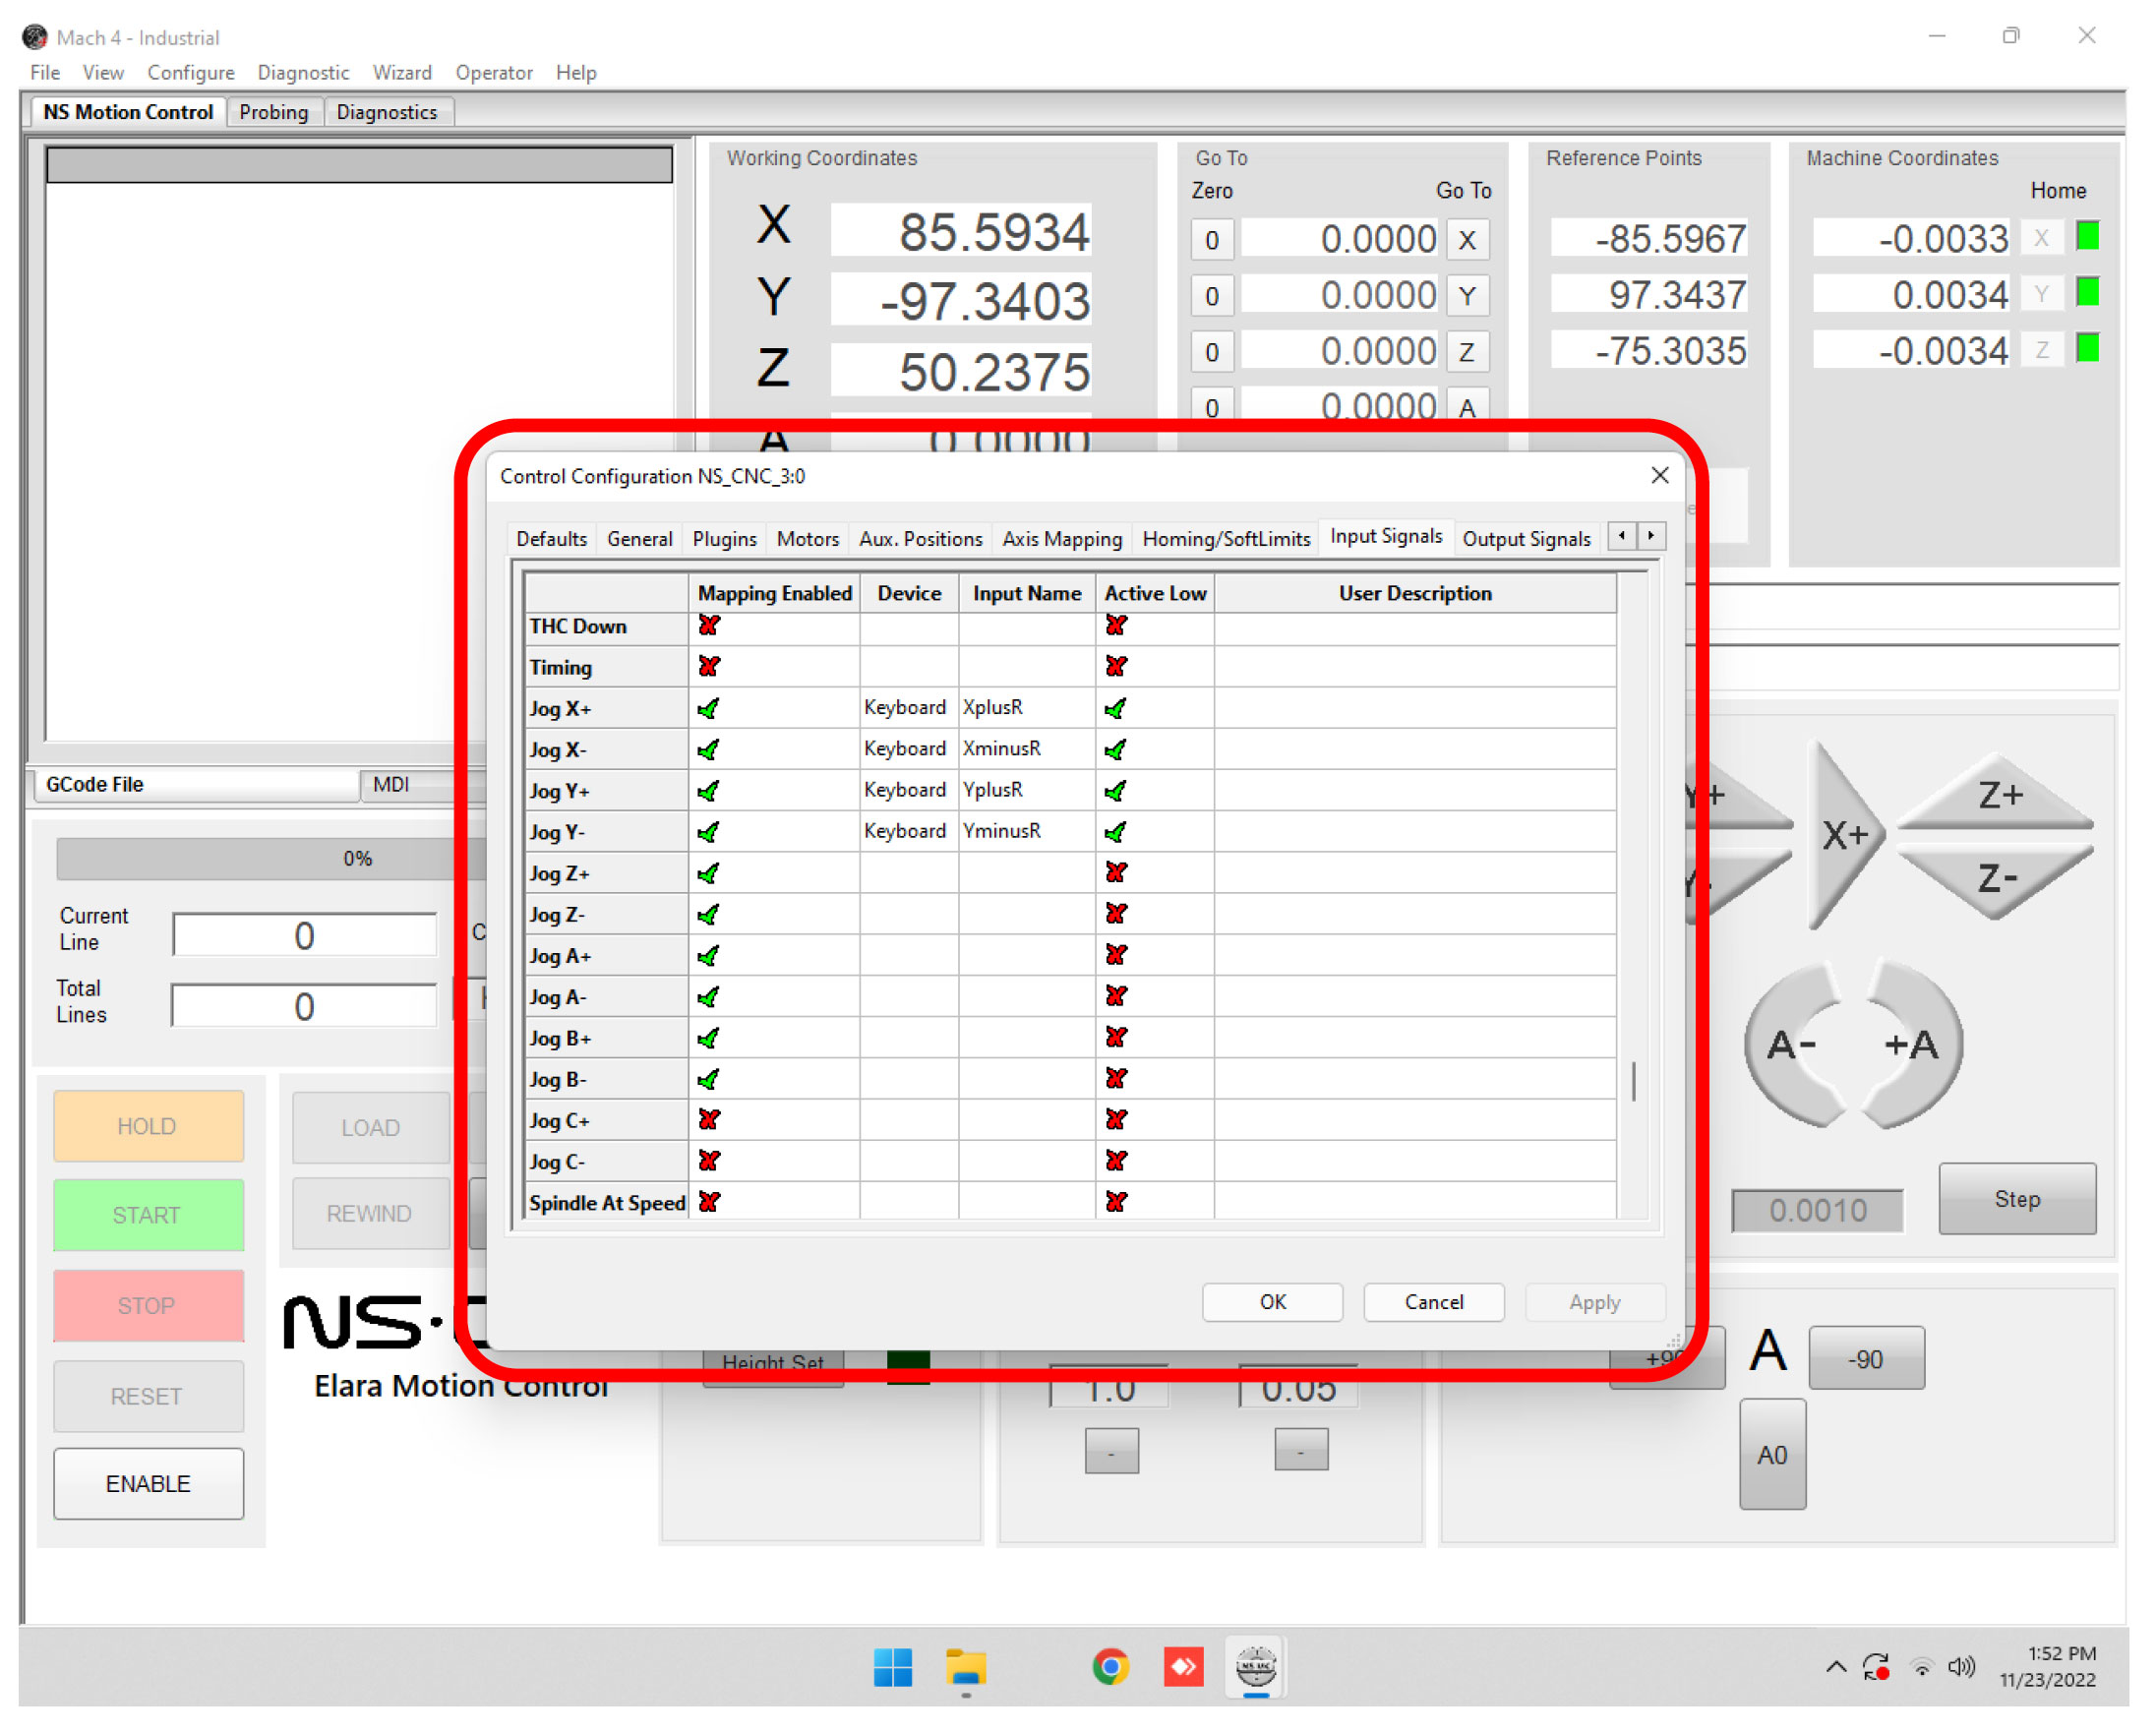 Mach 4 - Industrial
File View Configure Diagnostic Wizard Operator Help
NS Motion Control Probing Diagnostics
Working Coordinates
X 85.5934
Y -97.3403
Z 50.2375
A 0.0000
Go To
Zero Go To
0 0.0000 X
0 0.0000 Y
0 0.0000 Z
0 0.0000 A
Reference Points
-85.5967
97.3437
-75.3035
Machine Coordinates
Home
-0.0033 X
0.0034 Y
-0.0034 Z
Control Configuration NS_CNC_3:0
Defaults General Plugins Motors Aux. Positions Axis Mapping Homing/SoftLimits Input Signals Output Signals
Mapping Enabled Device Input Name Active Low User Description
THC Down
Timing
Jog X+ Keyboard XplusR
Jog X- Keyboard XminusR
Jog Y+ Keyboard YplusR
Jog Y- Keyboard YminusR
Jog Z+
Jog Z-
Jog A+
Jog A-
Jog B+
Jog B-
Jog C+
Jog C-
Spindle At Speed
OK Cancel Apply
GCode File MDI
0%
Current
Line 0
Total
Lines 0
HOLD
START
STOP
RESET
ENABLE
LOAD
REWIND
Elara Motion Control
Height Set
1.0 0.05
- -
Y+
X+
Z+
Z-
A- +A
0.0010 Step
+90 A -90
A0
1:52 PM
11/23/2022